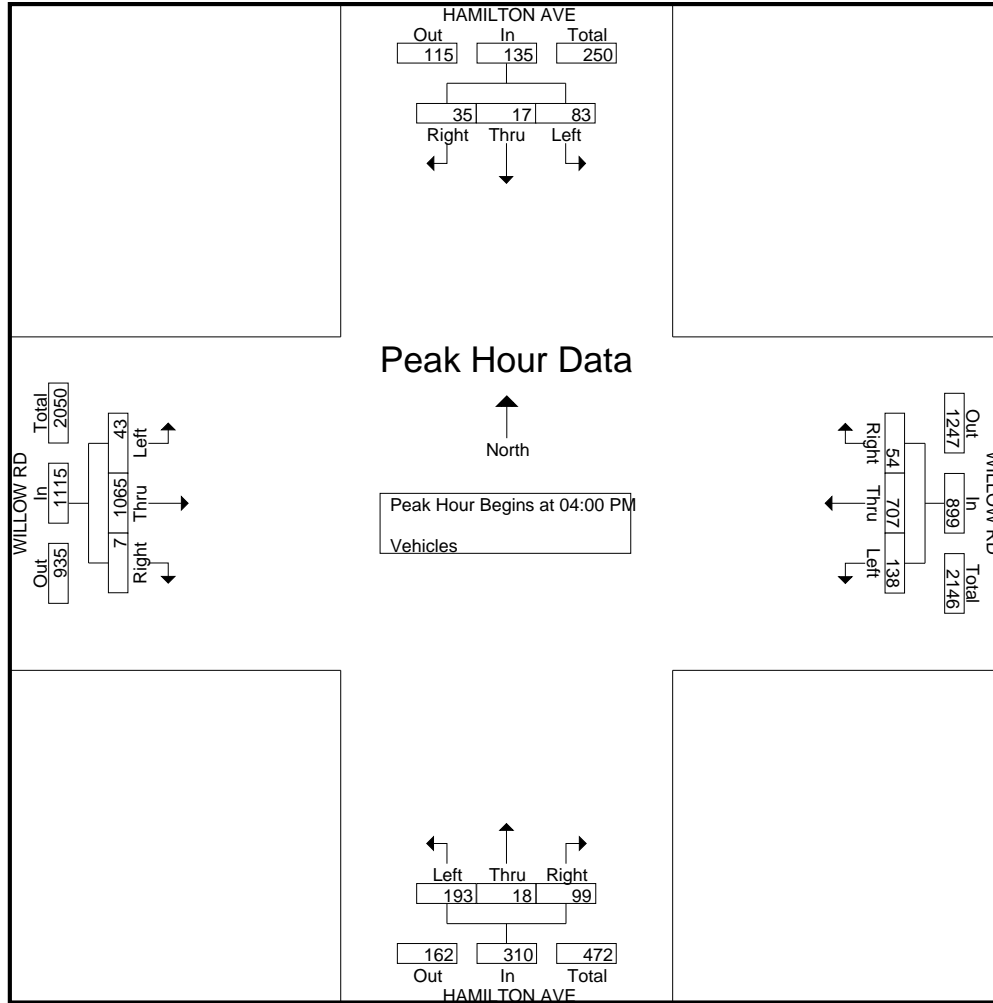 HAMILTON AVE
Out In Total
115 135 250
35 17 83
Right Thru Left
Peak Hour Data
North
Peak Hour Begins at 04:00 PM
Vehicles
WILLOW RD
Total In Out
2050 1115 935
43 1065 7
Left Thru Right
WILLOW RD
Out In Total
1247 899 2146
54 707 138
Right Thru Left
Left Thru Right
193 18 99
162 310 472
Out In Total
HAMILTON AVE